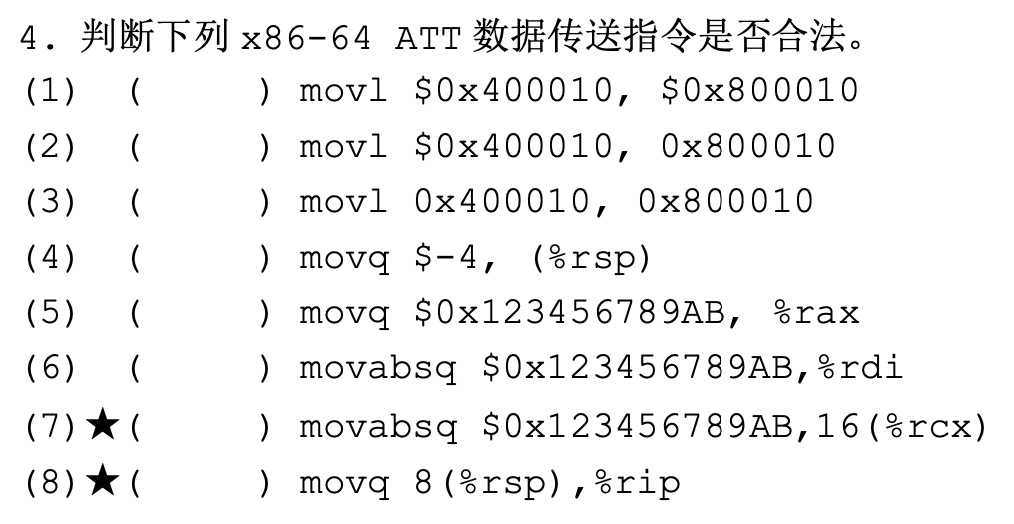 4. 判断下列 x86-64 ATT 数据传送指令是否合法。
(1) (     ) movl $0x400010, $0x800010
(2) (     ) movl $0x400010, 0x800010
(3) (     ) movl 0x400010, 0x800010
(4) (     ) movq $-4, (%rsp)
(5) (     ) movq $0x123456789AB, %rax
(6) (     ) movabsq $0x123456789AB,%rdi
(7)★(     ) movabsq $0x123456789AB,16(%rcx)
(8)★(     ) movq 8(%rsp),%rip